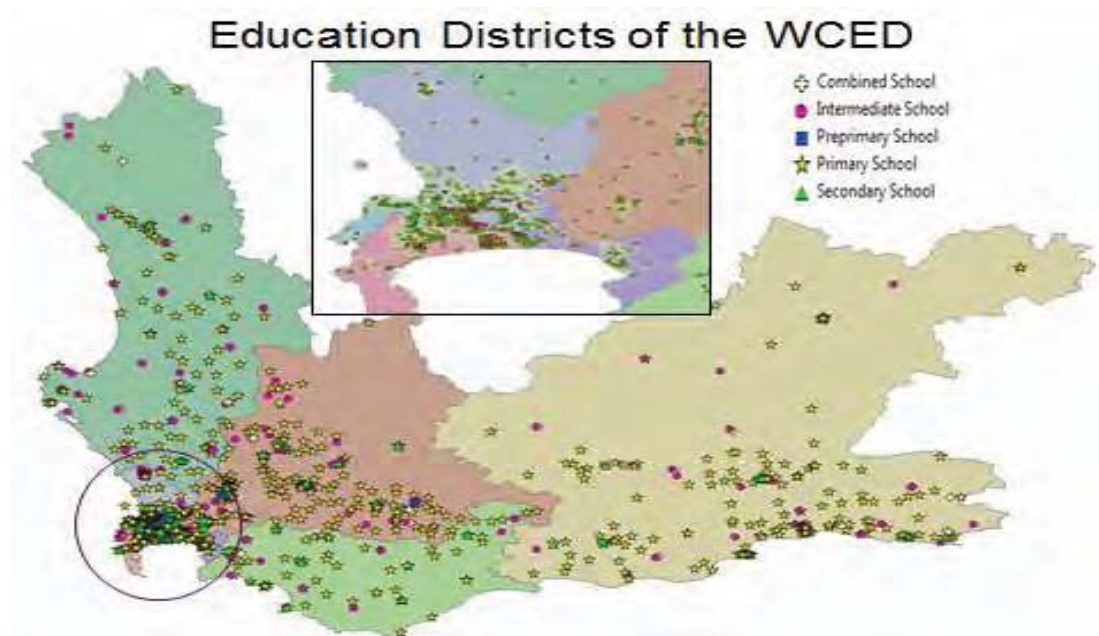 Education Districts of the WCED
Combined School
Intermediate School
Preprimary School
Primary School
Secondary School